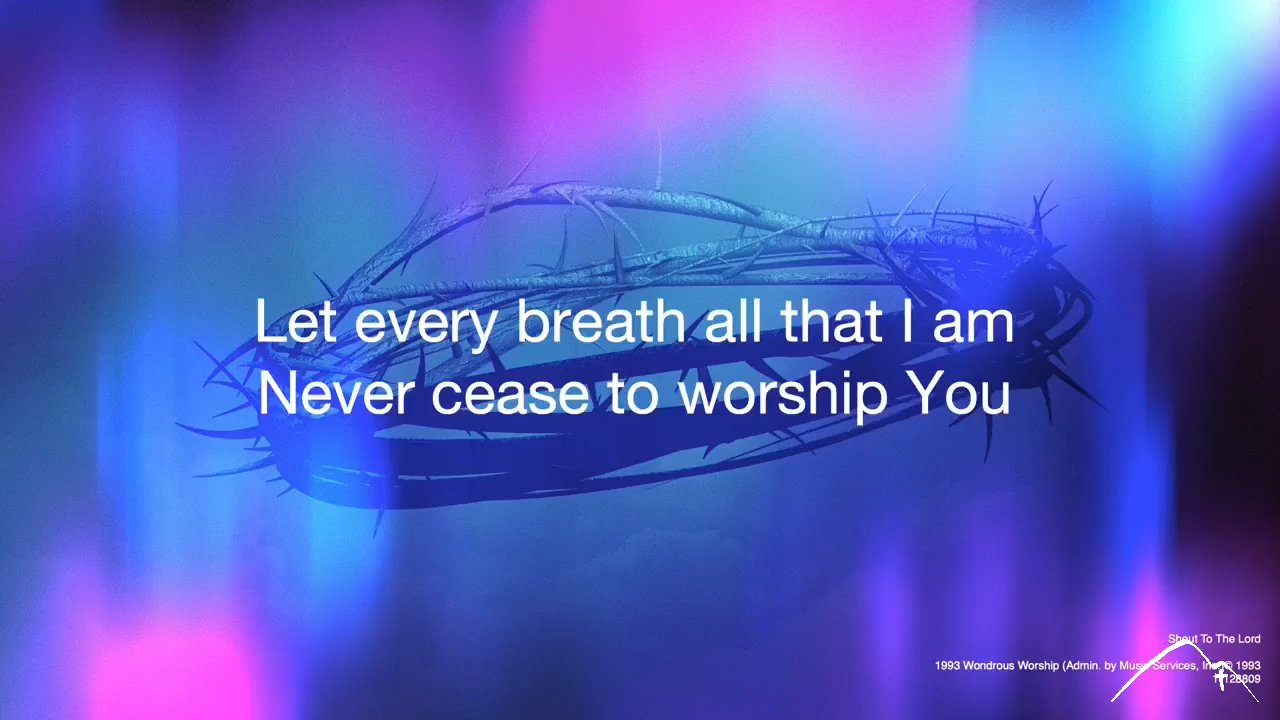 Let every breath all that I am
Never cease to worship You
Shout To The Lord
1993 Wondrous Worship (Admin. by Music Services, Inc. © 1993